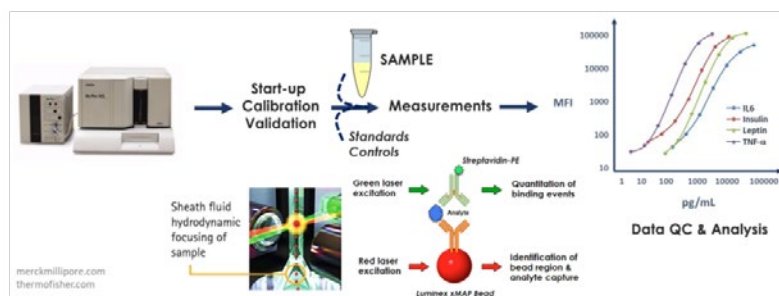 Start-up
Calibration
Validation
SAMPLE
Standards
Controls
Measurements
MFI
100000
10000
1000
100
10
1 10 100 1000 10000 100000
pg/mL
IL6
Insulin
Leptin
TNF-α
Data QC & Analysis
Sheath fluid
hydrodynamic
focusing of
sample
Green laser
excitation
Streptavidin-PE
Analyte
Quantitation of
binding events
Red laser
excitation
Identification of
bead region &
analyte capture
Luminex xMAP Bead
merckmillipore.com
thermofisher.com